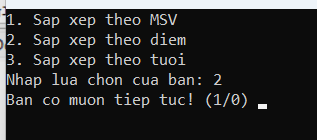 1. Sap xep theo MSV
2. Sap xep theo diem
3. Sap xep theo tuoi
Nhap lua chon cua ban: 2
Ban co muon tiep tuc! (1/0)